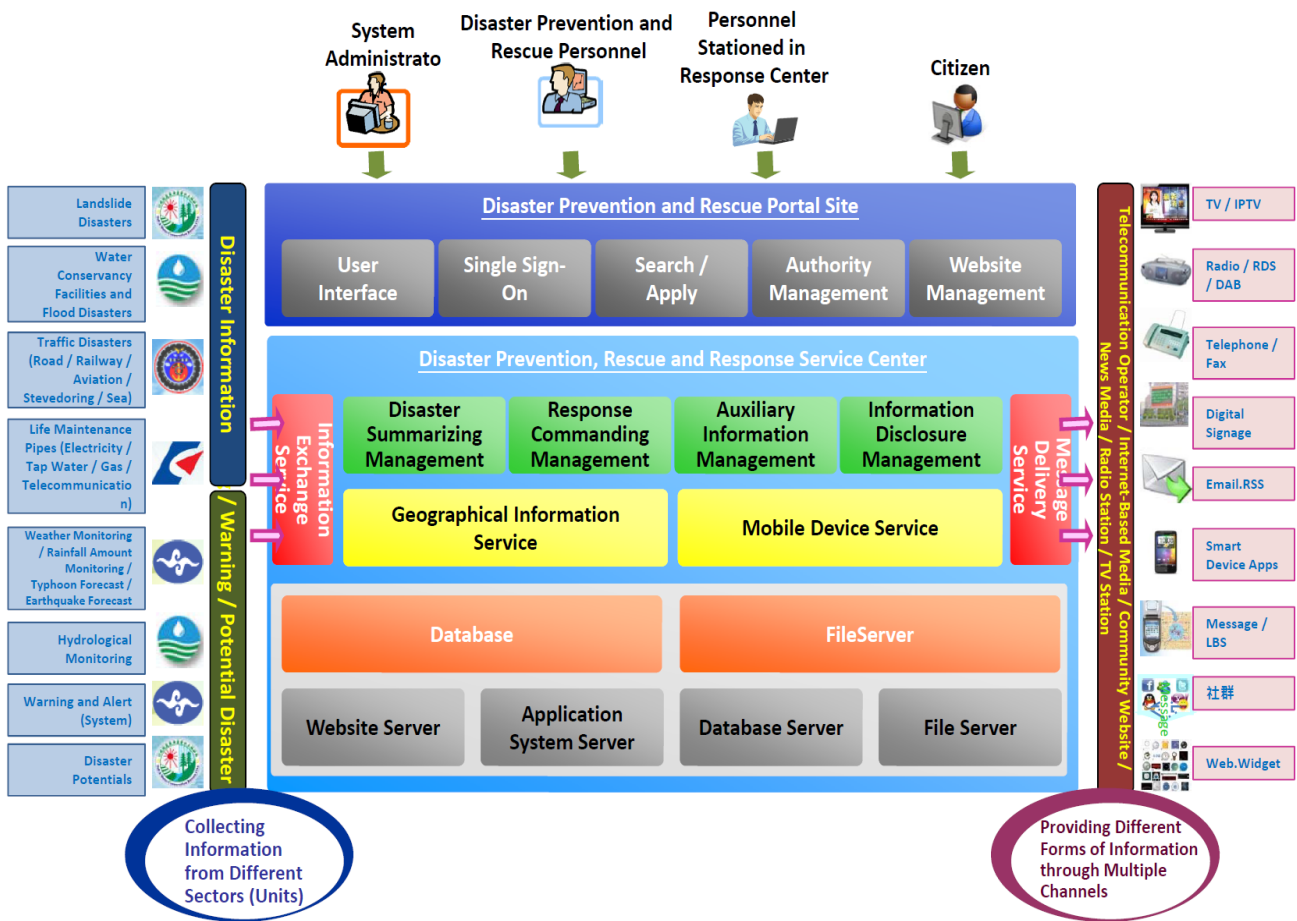 System
Administrato
Disaster Prevention and
Rescue Personnel
Personnel
Stationed in
Response Center
Citizen
Landslide
Disasters
Water
Conservancy
Facilities and
Flood Disasters
Traffic Disasters
(Road / Railway /
Aviation /
Stevedoring / Sea)
Life Maintenance
Pipes (Electricity /
Tap Water / Gas /
Telecommunicatio
n)
Weather Monitoring
/ Rainfall Amount
Monitoring /
Typhoon Forecast /
Earthquake Forecast
Hydrological
Monitoring
Warning and Alert
(System)
Disaster
Potentials
Disaster Information
/ Warning / Potential Disaster
Disaster Prevention and Rescue Portal Site
User
Interface
Single Sign-
On
Search /
Apply
Authority
Management
Website
Management
Disaster Prevention, Rescue and Response Service Center
Information
Exchange
Service
Disaster
Summarizing
Management
Response
Commanding
Management
Auxiliary
Information
Management
Information
Disclosure
Management
Geographical Information
Service
Mobile Device Service
Message
Delivery
Service
Database
FileServer
Website Server
Application
System Server
Database Server
File Server
Telecommunication Operator / Internet-Based Media / Community Website /
News Media / Radio Station / TV Station
TV / IPTV
Radio / RDS
/ DAB
Telephone /
Fax
Digital
Signage
Email.RSS
Smart
Device Apps
Message /
LBS
essage
社群
Web.Widget
Collecting
Information
from Different
Sectors (Units)
Providing Different
Forms of Information
through Multiple
Channels